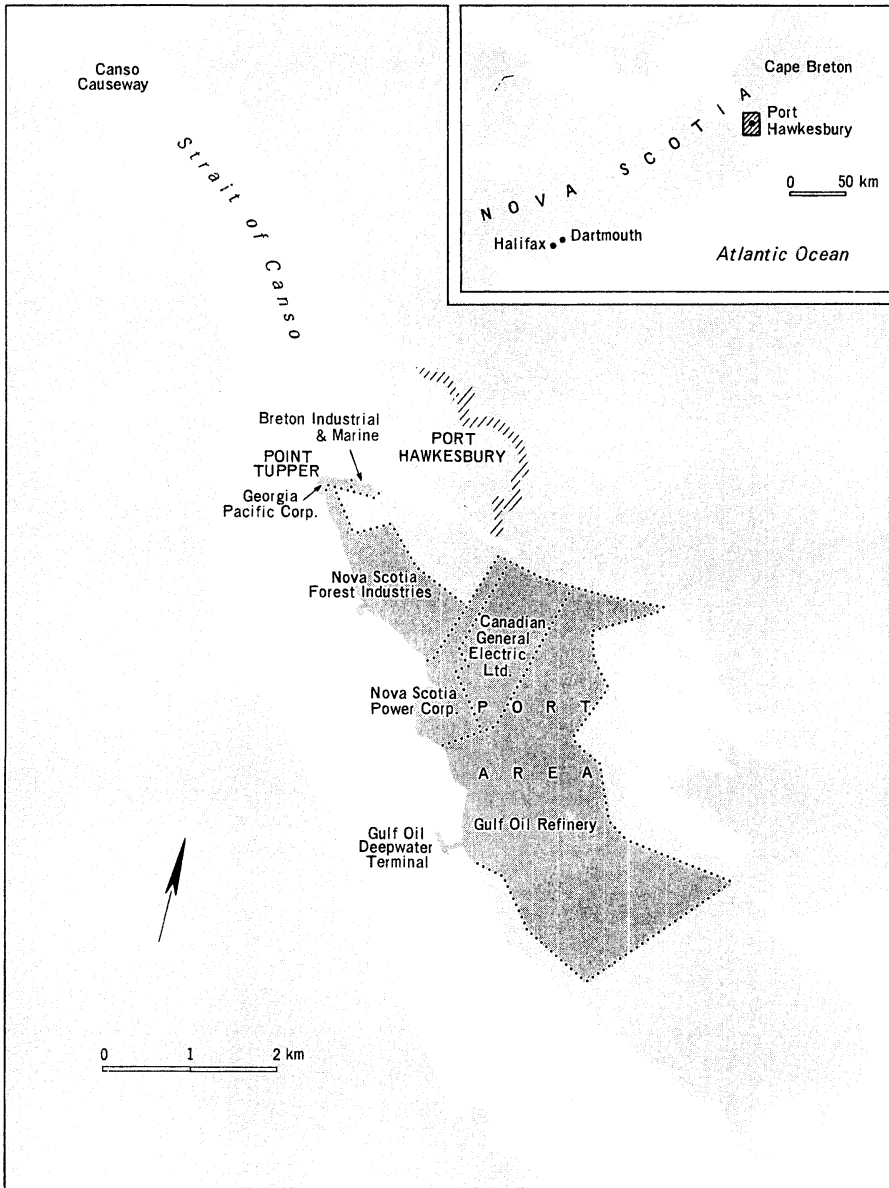 Canso
Causeway
Strait of Canso
Cape Breton
Port
Hawkesbury
NOVA SCOTIA
0 50 km
Halifax
Dartmouth
Atlantic Ocean
Breton Industrial
& Marine
PORT
HAWKESBURY
POINT
TUPPER
Georgia
Pacific Corp.
Nova Scotia
Forest Industries
Canadian
General
Electric
Ltd.
Nova Scotia
Power Corp.
PORT
AREA
Gulf Oil Refinery
Gulf Oil
Deepwater
Terminal
0 1 2 km